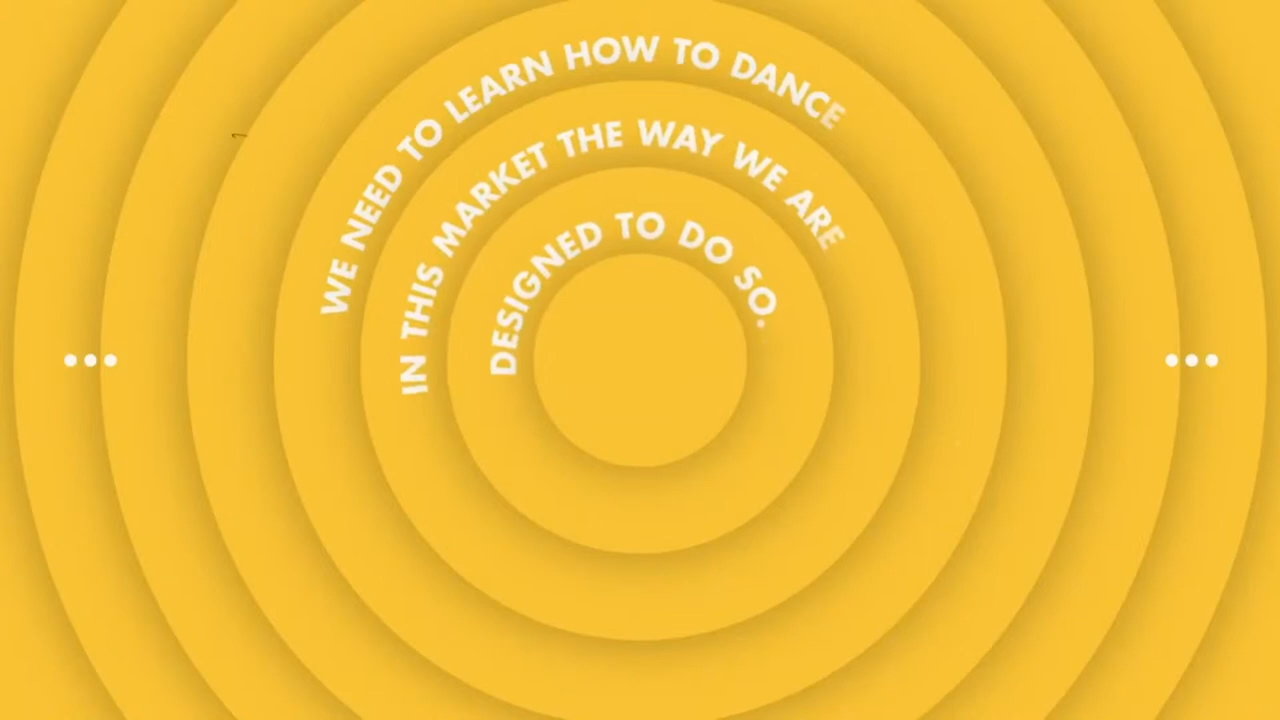 WE NEED TO LEARN HOW TO DANCE
IN THIS MARKET THE WAY WE ARE
DESIGNED TO DO SO.